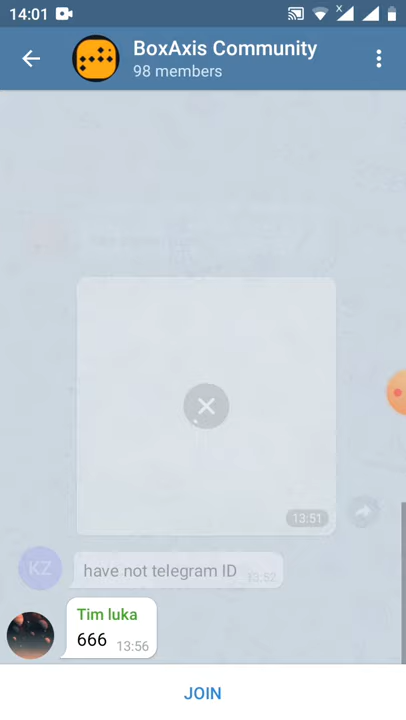 14:01
BoxAxis Community
98 members
13:51
KZ
have not telegram ID
13:52
Tim luka
666
13:56
JOIN